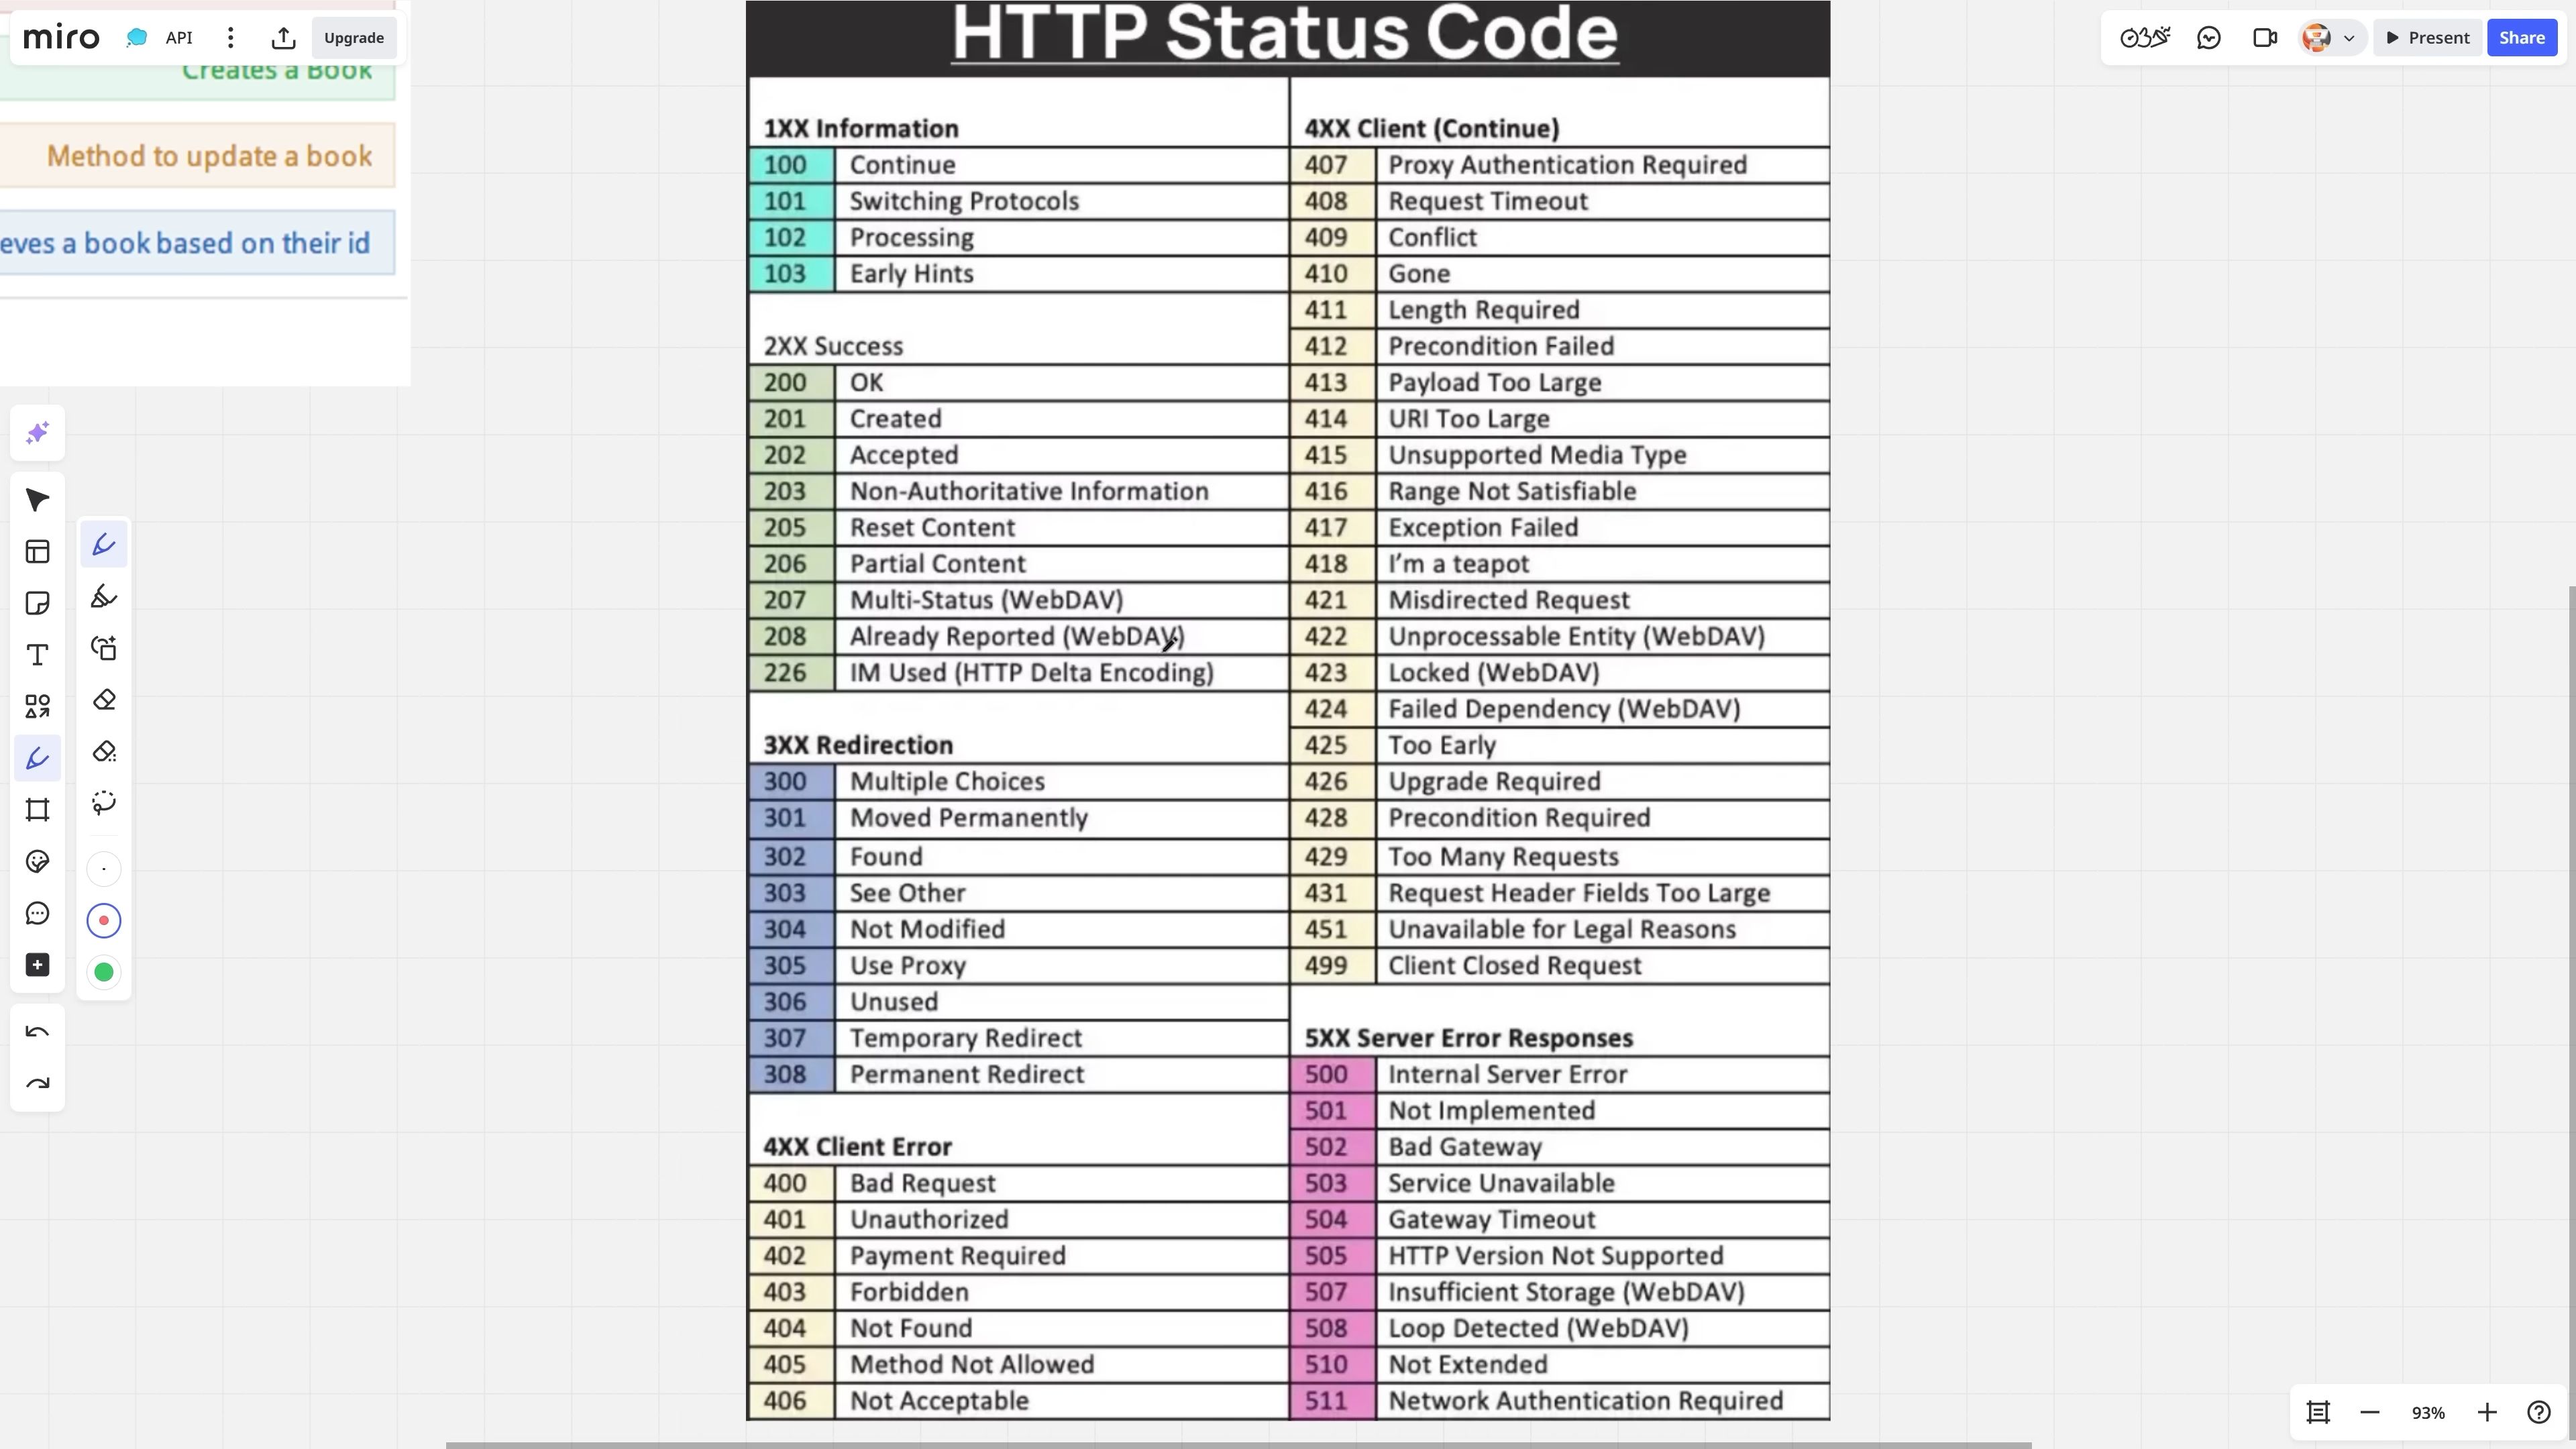 miro
API
Upgrade
Present
Share
Creates a Book
Method to update a book
eves a book based on their id
HTTP Status Code
1XX Information
100 Continue
101 Switching Protocols
102 Processing
103 Early Hints
2XX Success
200 OK
201 Created
202 Accepted
203 Non-Authoritative Information
205 Reset Content
206 Partial Content
207 Multi-Status (WebDAV)
208 Already Reported (WebDAV)
226 IM Used (HTTP Delta Encoding)
3XX Redirection
300 Multiple Choices
301 Moved Permanently
302 Found
303 See Other
304 Not Modified
305 Use Proxy
306 Unused
307 Temporary Redirect
308 Permanent Redirect
4XX Client Error
400 Bad Request
401 Unauthorized
402 Payment Required
403 Forbidden
404 Not Found
405 Method Not Allowed
406 Not Acceptable
4XX Client (Continue)
407 Proxy Authentication Required
408 Request Timeout
409 Conflict
410 Gone
411 Length Required
412 Precondition Failed
413 Payload Too Large
414 URI Too Large
415 Unsupported Media Type
416 Range Not Satisfiable
417 Exception Failed
418 I'm a teapot
421 Misdirected Request
422 Unprocessable Entity (WebDAV)
423 Locked (WebDAV)
424 Failed Dependency (WebDAV)
425 Too Early
426 Upgrade Required
428 Precondition Required
429 Too Many Requests
431 Request Header Fields Too Large
451 Unavailable for Legal Reasons
499 Client Closed Request
5XX Server Error Responses
500 Internal Server Error
501 Not Implemented
502 Bad Gateway
503 Service Unavailable
504 Gateway Timeout
505 HTTP Version Not Supported
507 Insufficient Storage (WebDAV)
508 Loop Detected (WebDAV)
510 Not Extended
511 Network Authentication Required
93%